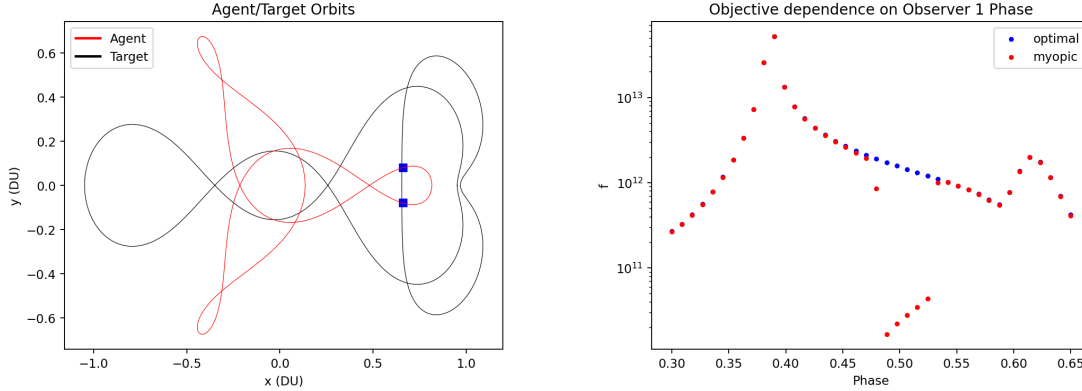 Agent/Target Orbits
Agent
Target
0.6
0.4
0.2
0.0
−0.2
−0.4
−0.6
y (DU)
−1.0
−0.5
0.0
0.5
1.0
x (DU)
Objective dependence on Observer 1 Phase
optimal
myopic
10^13
10^12
10^11
f
0.30
0.35
0.40
0.45
0.50
0.55
0.60
0.65
Phase